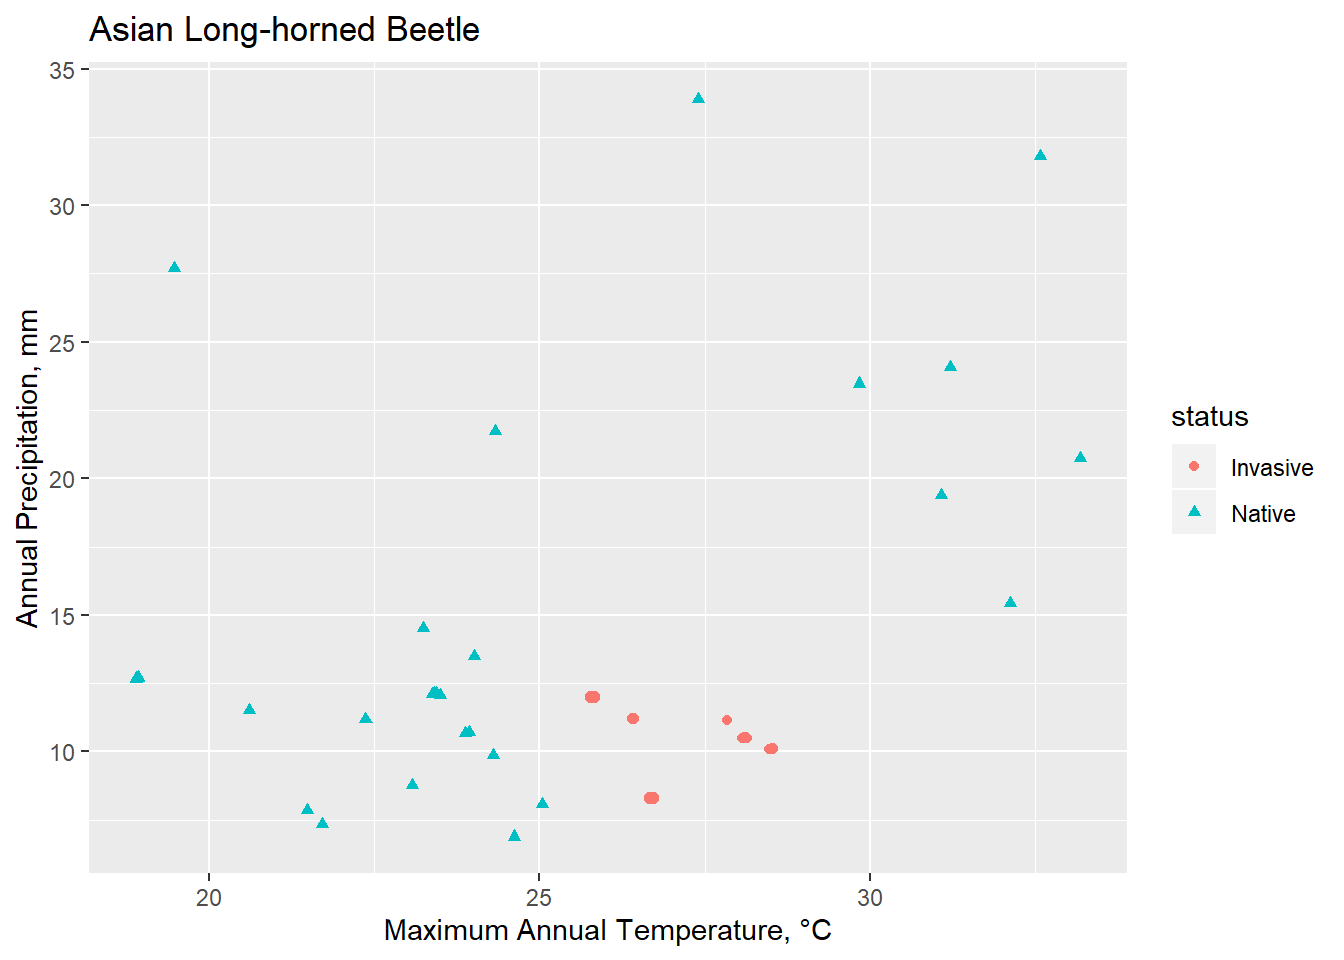 Asian Long-horned Beetle
35
30
25
20
15
10
Annual Precipitation, mm
20 25 30
Maximum Annual Temperature, °C
status
Invasive
Native